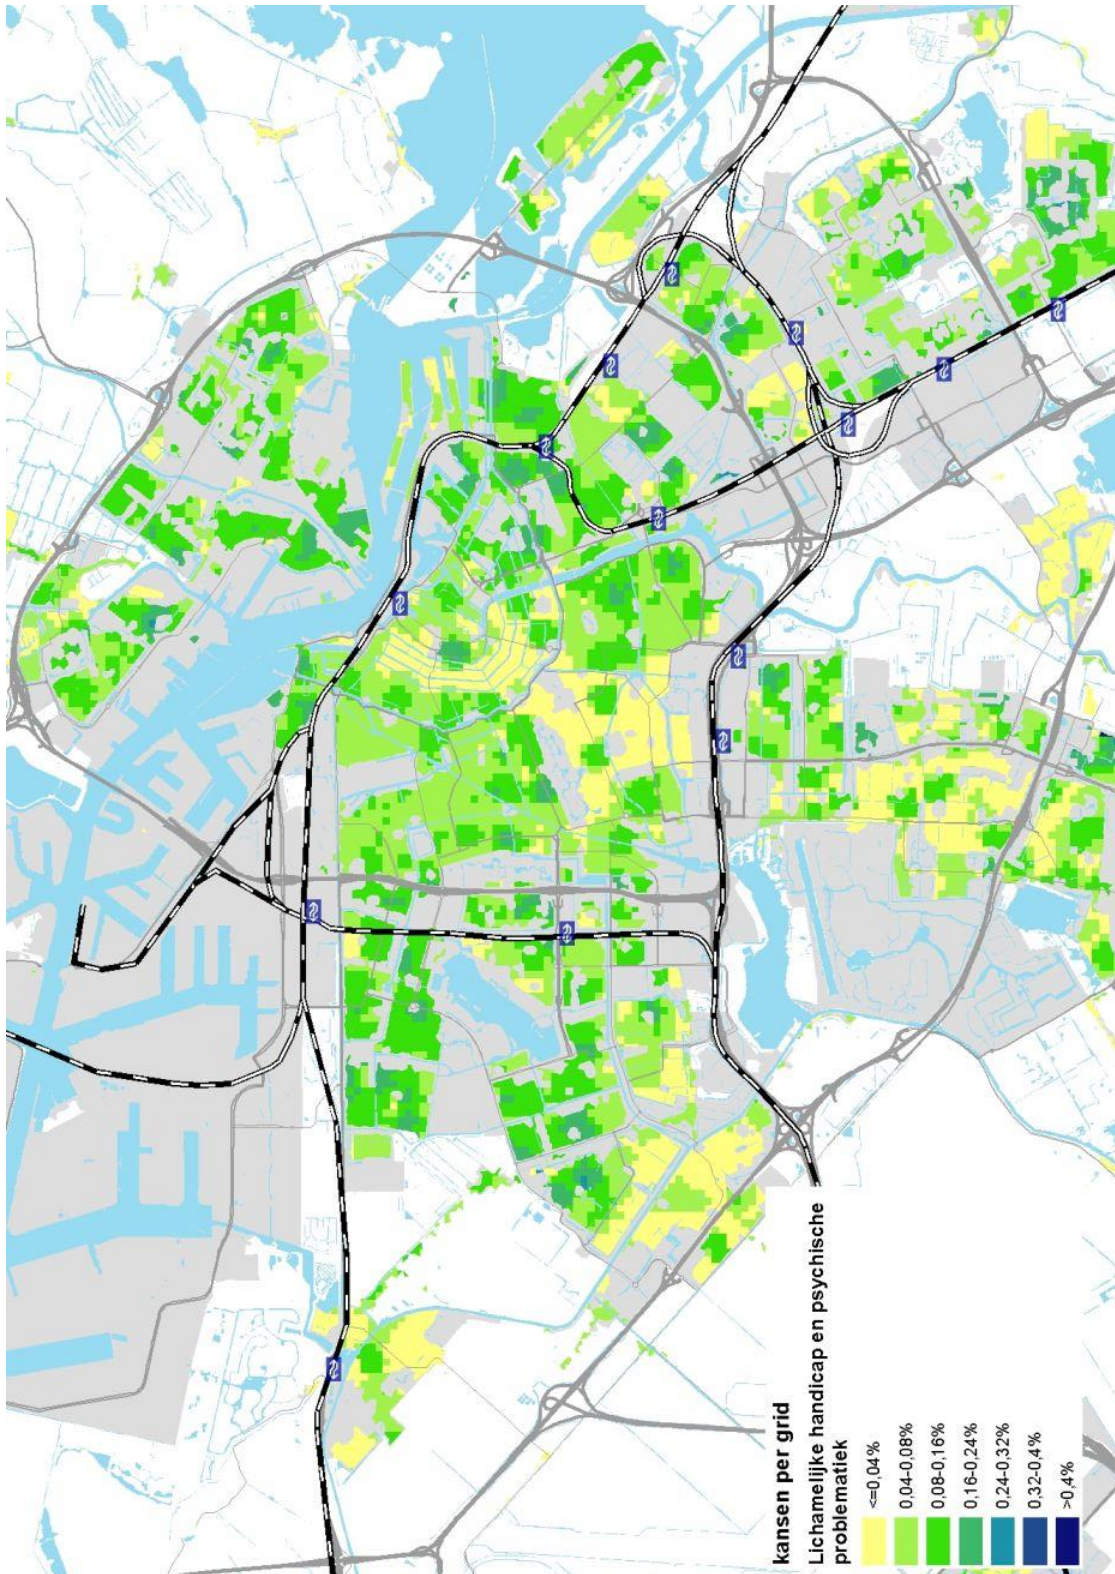 kansen per grid
Lichamelijke handicap en psychische
problematiek
<=0,04%
0,04-0,08%
0,08-0,16%
0,16-0,24%
0,24-0,32%
0,32-0,4%
>0,4%